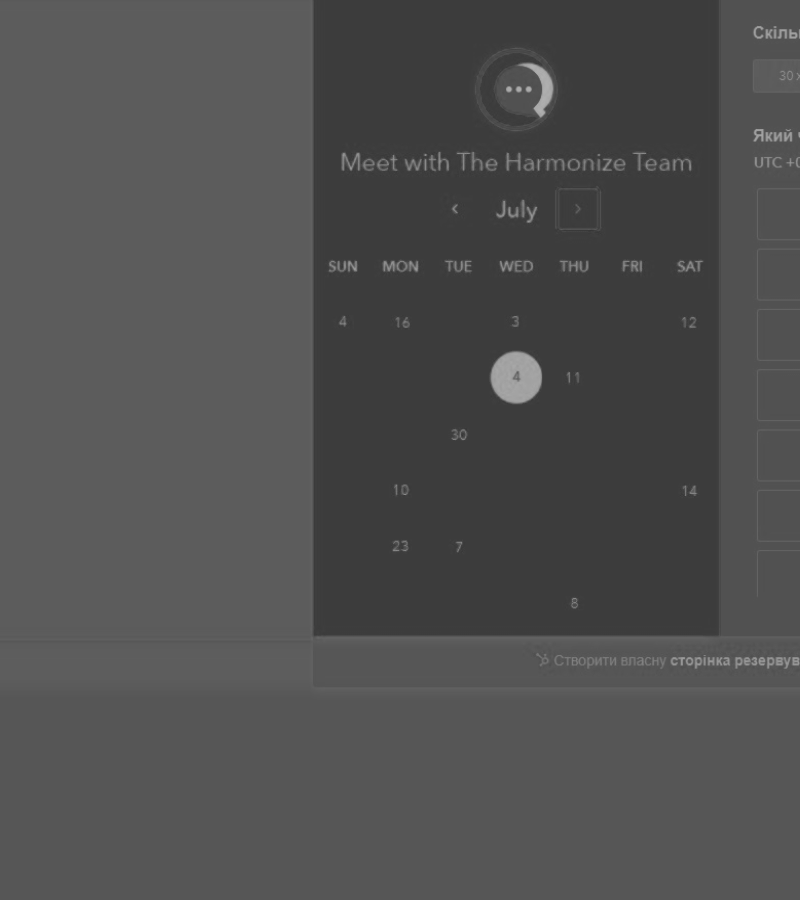 Meet with The Harmonize Team
July
SUN MON TUE WED THU FRI SAT
4 16 3 12
4 11
30
10 14
23 7
8
Скіль
30 х
Який ч
UTC +0
Створити власну сторінка резервув